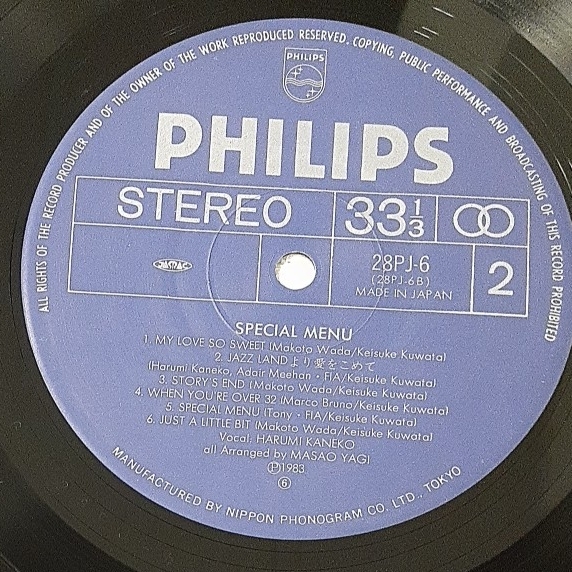 ALL RIGHTS OF THE RECORD PRODUCER AND OF THE OWNER OF THE WORK REPRODUCED RESERVED. COPYING, PUBLIC PERFORMANCE AND BROADCASTING OF THIS RECORD PROHIBITED
PHILIPS
PHILIPS
STEREO
33 1/3
JASRAC
28PJ-6
(28PJ-6B)
MADE IN JAPAN
2
SPECIAL MENU
1. MY LOVE SO SWEET (Makoto Wada/Keisuke Kuwata)
2. JAZZ LANDより愛をこめて
(Harumi Kaneko, Adair Meehan・FIA/Keisuke Kuwata)
3. STORY'S END (Makoto Wada/Keisuke Kuwata)
4. WHEN YOU'RE OVER 32 (Marco Bruno/Keisuke Kuwata)
5. SPECIAL MENU (Tony・FIA/Keisuke Kuwata)
6. JUST A LITTLE BIT (Makoto Wada/Keisuke Kuwata)
Vocal: HARUMI KANEKO
all Arranged by MASAO YAGI
Ⓟ1983
⑥
MANUFACTURED BY NIPPON PHONOGRAM CO. LTD., TOKYO